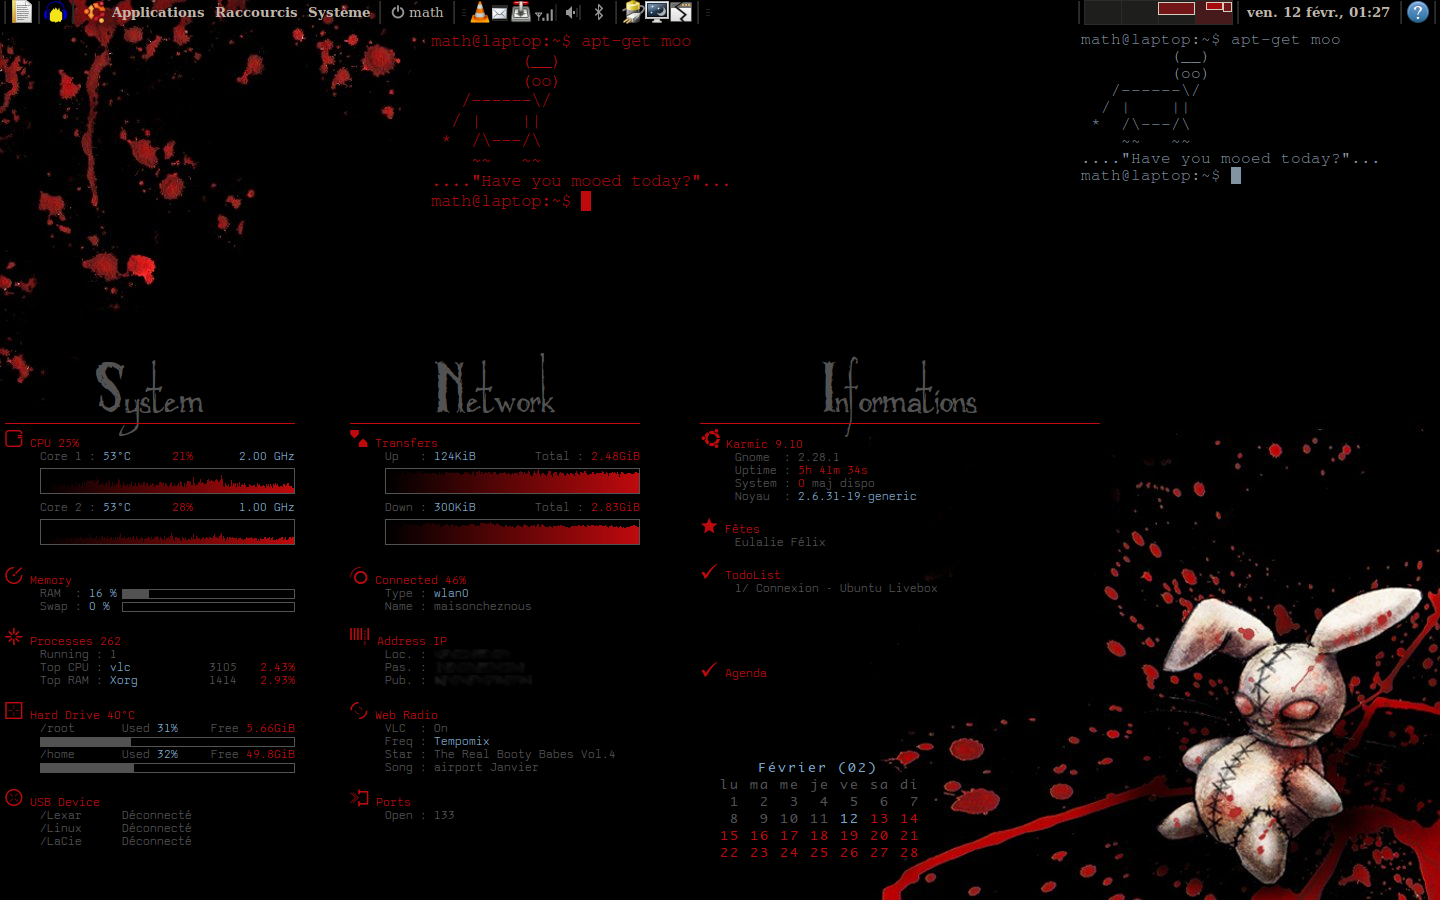 Applications Raccourcis Système math ven. 12 févr., 01:27
math@laptop:~$ apt-get moo
(__)
(oo)
/------\/
/ |    ||
*  /\---/\
~~   ~~
...."Have you mooed today?"...
math@laptop:~$
math@laptop:~$ apt-get moo
(__)
(oo)
/------\/
/ |    ||
*  /\---/\
~~   ~~
...."Have you mooed today?"...
math@laptop:~$
System
CPU 25%
Core 1 : 53°C 21% 2.00 GHz
Core 2 : 53°C 28% 1.00 GHz
Memory
RAM : 16 %
Swap : 0 %
Processes 262
Running : 1
Top CPU : vlc 3105 2.43%
Top RAM : Xorg 1414 2.93%
Hard Drive 40°C
/root Used 31% Free 5.66GiB
/home Used 32% Free 49.8GiB
USB Device
/Lexar Déconnecté
/Linux Déconnecté
/LaCie Déconnecté
Network
Transfers
Up : 124KiB Total : 2.48GiB
Down : 300KiB Total : 2.83GiB
Connected 46%
Type : wlan0
Name : maisoncheznous
Address IP
Loc. :
Pas. :
Pub. :
Web Radio
VLC : On
Freq : Tempomix
Star : The Real Booty Babes Vol.4
Song : airport Janvier
Ports
Open : 133
Informations
Karmic 9.10
Gnome : 2.28.1
Uptime : 5h 41m 34s
System : 0 maj dispo
Noyau : 2.6.31-19-generic
Fêtes
Eulalie Félix
TodoList
1/ Connexion - Ubuntu Livebox
Agenda
Février (02)
lu ma me je ve sa di
1 2 3 4 5 6 7
8 9 10 11 12 13 14
15 16 17 18 19 20 21
22 23 24 25 26 27 28